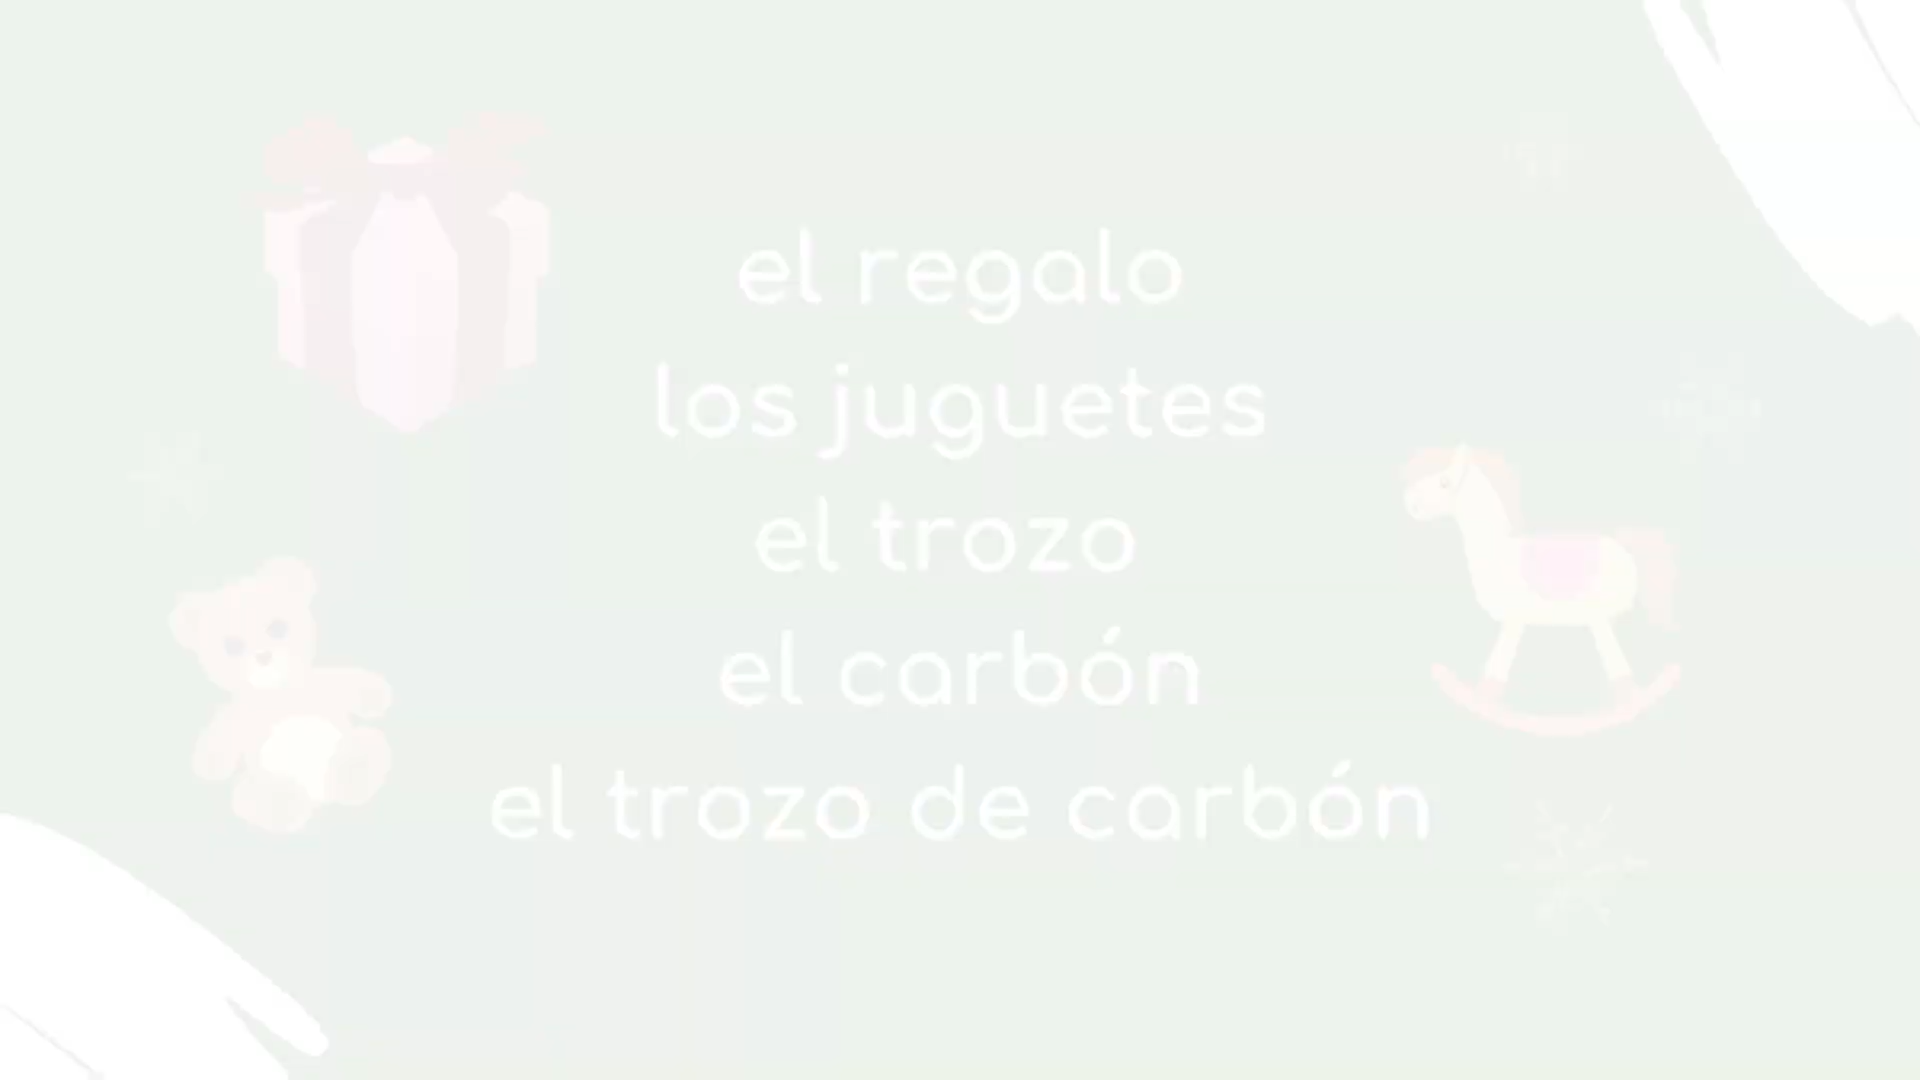 el regalo
los juguetes
el trozo
el carbón
el trozo de carbón